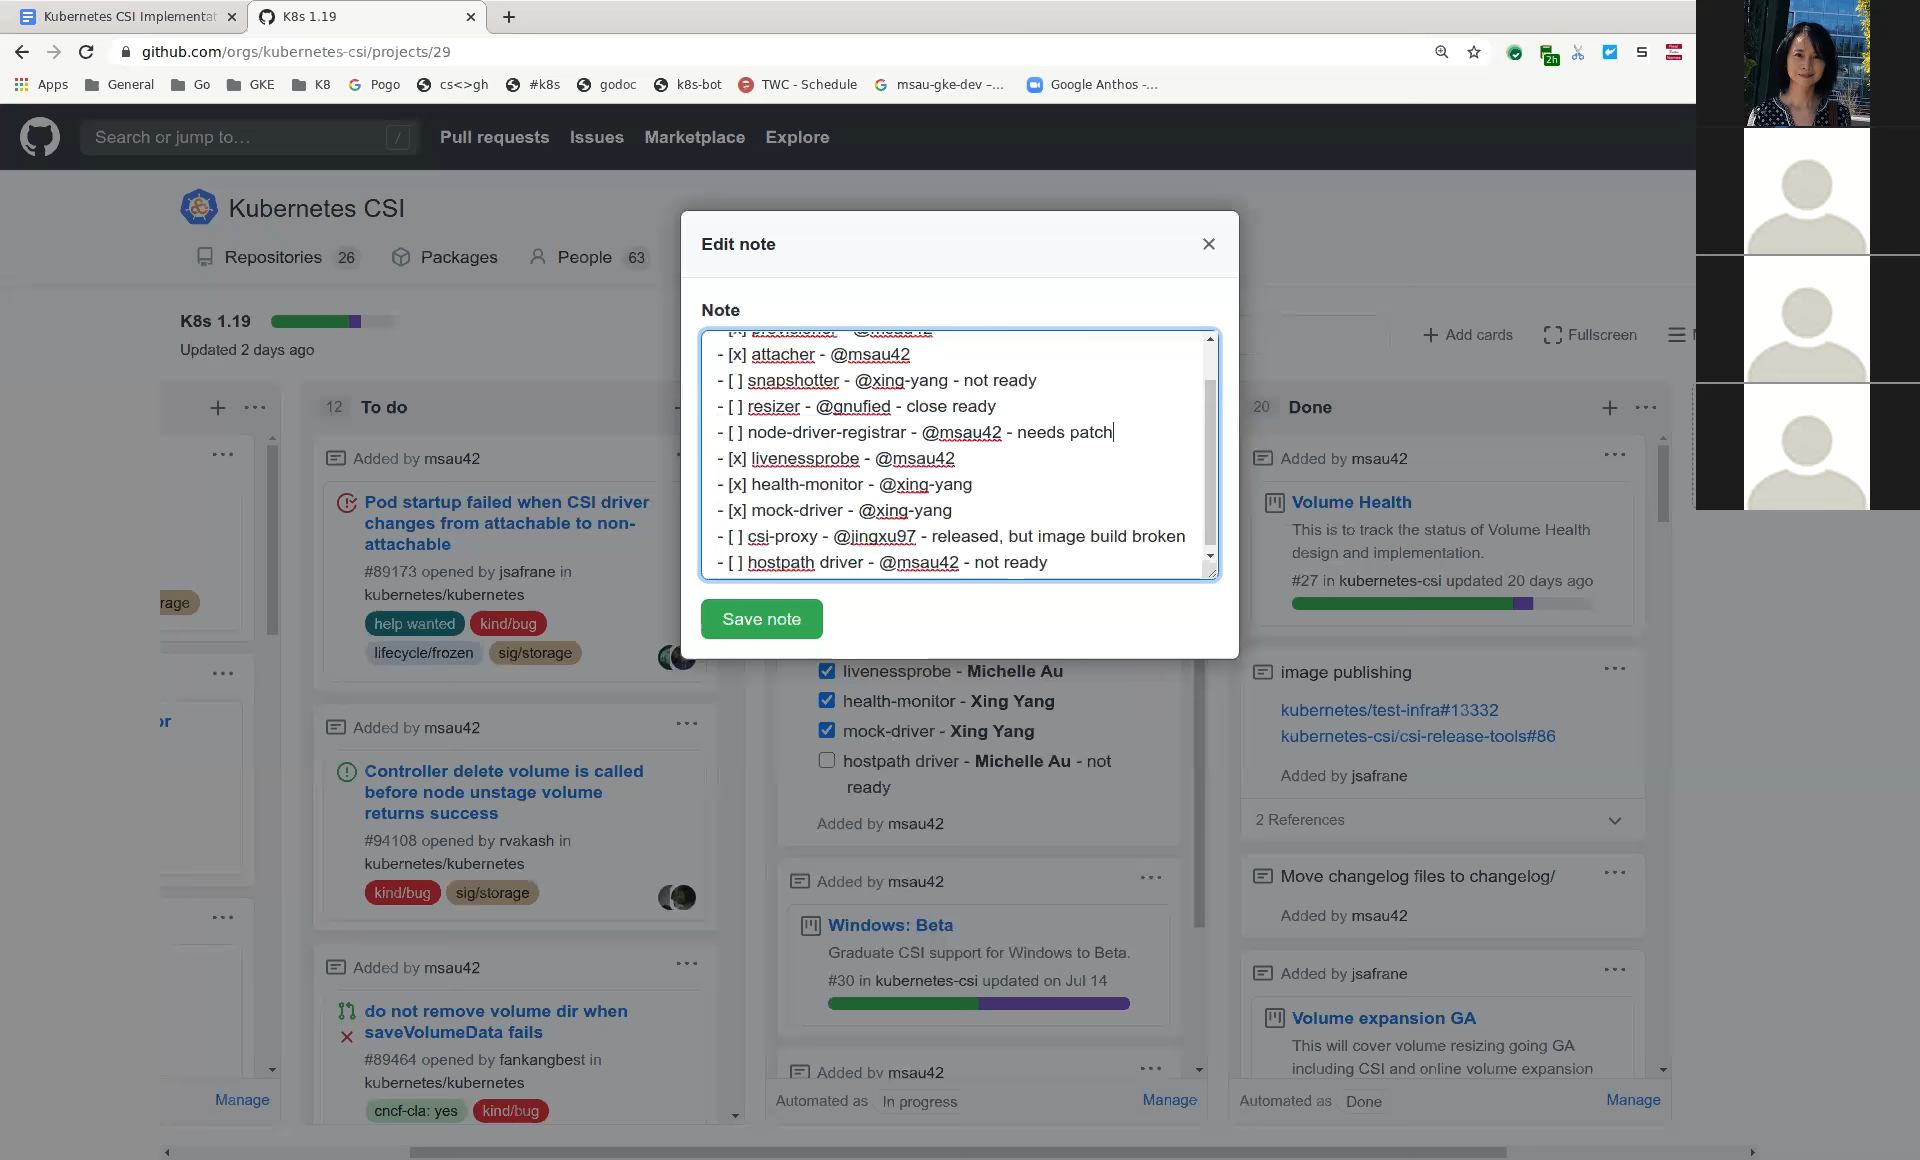 Kubernetes CSI Implementat
K8s 1.19
github.com/orgs/kubernetes-csi/projects/29
2h
Apps General Go GKE K8 Pogo cs<>gh #k8s godoc k8s-bot TWC - Schedule msau-gke-dev –... Google Anthos -...
Search or jump to...
/
Pull requests Issues Marketplace Explore
Kubernetes CSI
Repositories 26 Packages People 63
K8s 1.19
Updated 2 days ago
Add cards Fullscreen
Edit note
Note
- [x] provisioner - @msau42
- [x] attacher - @msau42
- [ ] snapshotter - @xing-yang - not ready
- [ ] resizer - @gnufied - close ready
- [ ] node-driver-registrar - @msau42 - needs patch
- [x] livenessprobe - @msau42
- [x] health-monitor - @xing-yang
- [x] mock-driver - @xing-yang
- [ ] csi-proxy - @jingxu97 - released, but image build broken
- [ ] hostpath driver - @msau42 - not ready
Save note
rage
or
Manage
12 To do
Added by msau42
Pod startup failed when CSI driver
changes from attachable to non-
attachable
#89173 opened by jsafrane in
kubernetes/kubernetes
help wanted kind/bug
lifecycle/frozen sig/storage
Added by msau42
Controller delete volume is called
before node unstage volume
returns success
#94108 opened by rvakash in
kubernetes/kubernetes
kind/bug sig/storage
Added by msau42
do not remove volume dir when
saveVolumeData fails
#89464 opened by fankangbest in
kubernetes/kubernetes
cncf-cla: yes kind/bug
livenessprobe - Michelle Au
health-monitor - Xing Yang
mock-driver - Xing Yang
hostpath driver - Michelle Au - not
ready
Added by msau42
Added by msau42
Windows: Beta
Graduate CSI support for Windows to Beta.
#30 in kubernetes-csi updated on Jul 14
Added by msau42
Automated as In progress Manage
20 Done
Added by msau42
Volume Health
This is to track the status of Volume Health
design and implementation.
#27 in kubernetes-csi updated 20 days ago
image publishing
kubernetes/test-infra#13332
kubernetes-csi/csi-release-tools#86
Added by jsafrane
2 References
Move changelog files to changelog/
Added by msau42
Added by jsafrane
Volume expansion GA
This will cover volume resizing going GA
including CSI and online volume expansion
Automated as Done Manage